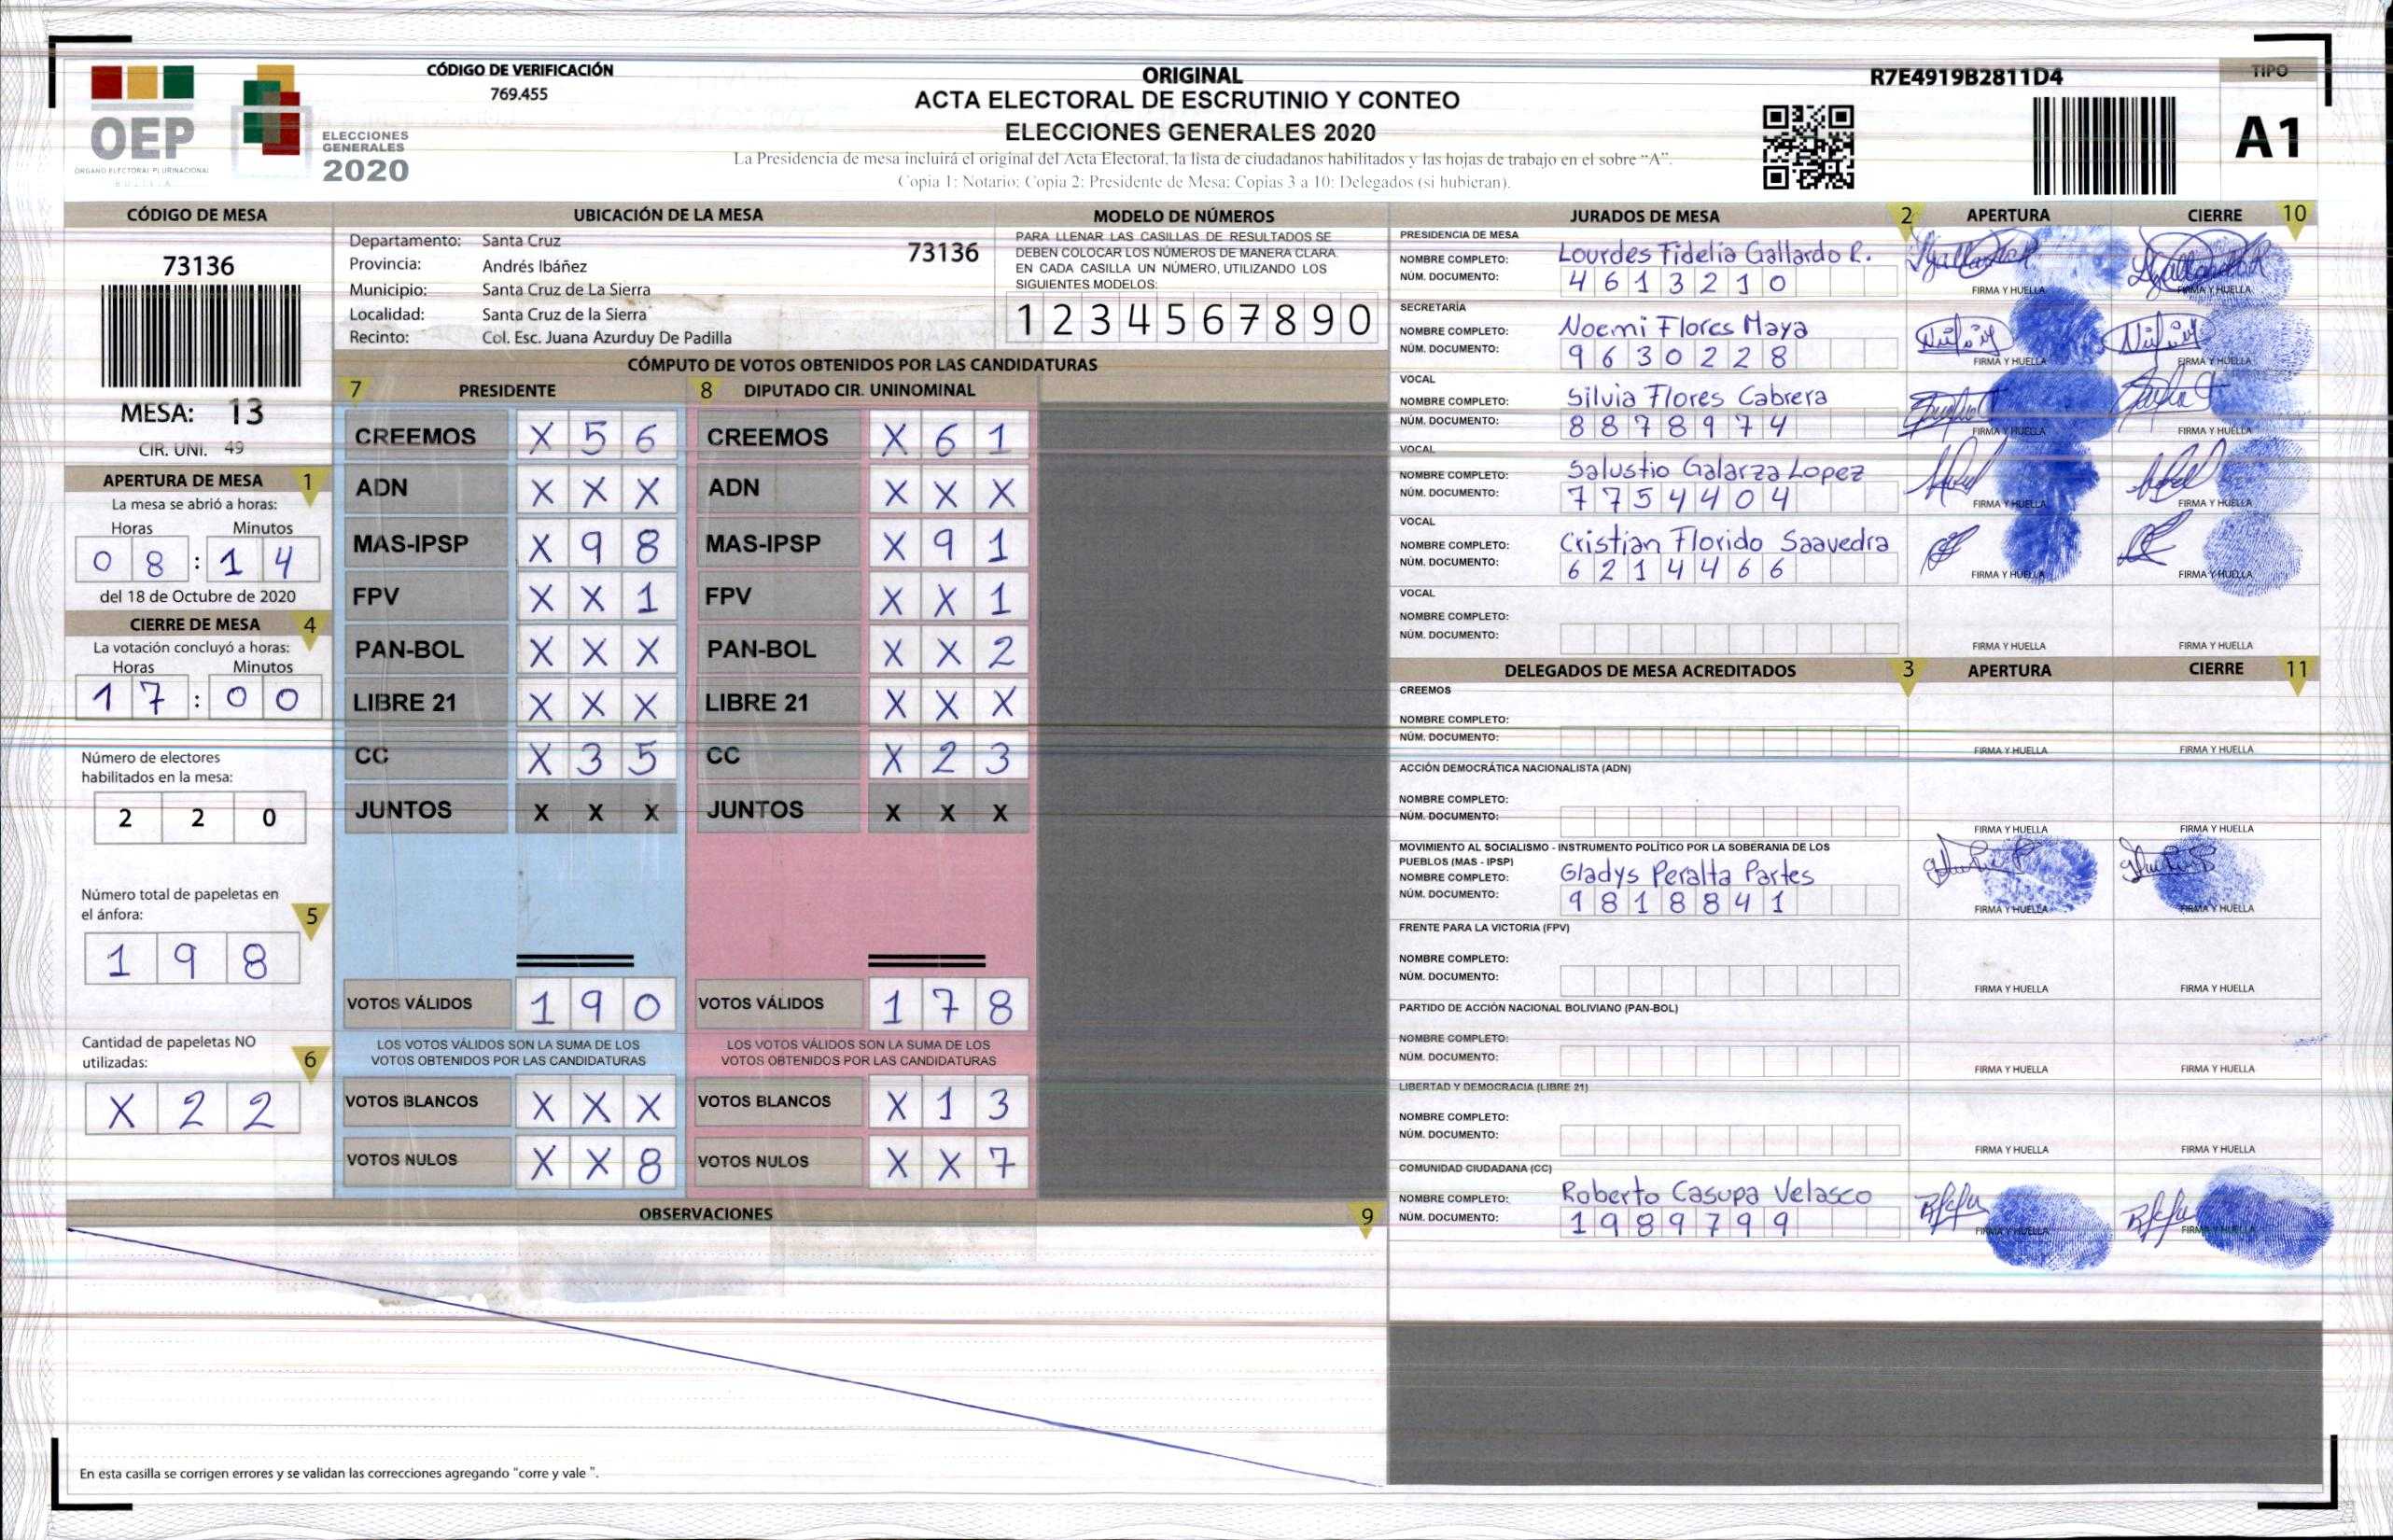 OEP
ÓRGANO ELECTORAL PLURINACIONAL
BOLIVIA
ELECCIONES
GENERALES
2020
CÓDIGO DE VERIFICACIÓN
769.455
ORIGINAL
ACTA ELECTORAL DE ESCRUTINIO Y CONTEO
ELECCIONES GENERALES 2020
La Presidencia de mesa incluirá el original del Acta Electoral, la lista de ciudadanos habilitados y las hojas de trabajo en el sobre “A”.
Copia 1: Notario; Copia 2: Presidente de Mesa; Copias 3 a 10: Delegados (si hubieran).
R7E4919B2811D4
TIPO
A1
CÓDIGO DE MESA
73136
MESA: 13
CIR. UNI. 49
APERTURA DE MESA 1
La mesa se abrió a horas:
Horas Minutos
0 8 : 1 4
del 18 de Octubre de 2020
CIERRE DE MESA 4
La votación concluyó a horas:
Horas Minutos
1 7 : 0 0
Número de electores
habilitados en la mesa:
2 2 0
Número total de papeletas en
el ánfora: 5
1 9 8
Cantidad de papeletas NO
utilizadas: 6
X 2 2
UBICACIÓN DE LA MESA
Departamento: Santa Cruz 73136
Provincia: Andrés Ibáñez
Municipio: Santa Cruz de La Sierra
Localidad: Santa Cruz de la Sierra
Recinto: Col. Esc. Juana Azurduy De Padilla
MODELO DE NÚMEROS
PARA LLENAR LAS CASILLAS DE RESULTADOS SE
DEBEN COLOCAR LOS NÚMEROS DE MANERA CLARA.
EN CADA CASILLA UN NÚMERO, UTILIZANDO LOS
SIGUIENTES MODELOS:
1 2 3 4 5 6 7 8 9 0
CÓMPUTO DE VOTOS OBTENIDOS POR LAS CANDIDATURAS
7 PRESIDENTE 8 DIPUTADO CIR. UNINOMINAL
CREEMOS X 5 6 CREEMOS X 6 1
ADN X X X ADN X X X
MAS-IPSP X 9 8 MAS-IPSP X 9 1
FPV X X 1 FPV X X 1
PAN-BOL X X X PAN-BOL X X 2
LIBRE 21 X X X LIBRE 21 X X X
CC X 3 5 CC X 2 3
JUNTOS X X X JUNTOS X X X
VOTOS VÁLIDOS 1 9 0 VOTOS VÁLIDOS 1 7 8
LOS VOTOS VÁLIDOS SON LA SUMA DE LOS LOS VOTOS VÁLIDOS SON LA SUMA DE LOS
VOTOS OBTENIDOS POR LAS CANDIDATURAS VOTOS OBTENIDOS POR LAS CANDIDATURAS
VOTOS BLANCOS X X X VOTOS BLANCOS X 1 3
VOTOS NULOS X X 8 VOTOS NULOS X X 7
OBSERVACIONES 9
En esta casilla se corrigen errores y se validan las correcciones agregando “corre y vale ”.
JURADOS DE MESA 2 APERTURA CIERRE 10
PRESIDENCIA DE MESA
NOMBRE COMPLETO: Lourdes Fidelia Gallardo R.
NÚM. DOCUMENTO: 4 6 1 3 2 1 0
FIRMA Y HUELLA FIRMA Y HUELLA
SECRETARÍA
NOMBRE COMPLETO: Noemi Flores Maya
NÚM. DOCUMENTO: 9 6 3 0 2 2 8
FIRMA Y HUELLA FIRMA Y HUELLA
VOCAL
NOMBRE COMPLETO: Silvia Flores Cabrera
NÚM. DOCUMENTO: 8 8 7 8 9 7 4
FIRMA Y HUELLA FIRMA Y HUELLA
VOCAL
NOMBRE COMPLETO: Salustio Galarza Lopez
NÚM. DOCUMENTO: 7 7 5 4 4 0 4
FIRMA Y HUELLA FIRMA Y HUELLA
VOCAL
NOMBRE COMPLETO: Cristian Florido Saavedra
NÚM. DOCUMENTO: 6 2 1 4 4 6 6
FIRMA Y HUELLA FIRMA Y HUELLA
VOCAL
NOMBRE COMPLETO:
NÚM. DOCUMENTO:
FIRMA Y HUELLA FIRMA Y HUELLA
DELEGADOS DE MESA ACREDITADOS 3 APERTURA CIERRE 11
CREEMOS
NOMBRE COMPLETO:
NÚM. DOCUMENTO:
FIRMA Y HUELLA FIRMA Y HUELLA
ACCIÓN DEMOCRÁTICA NACIONALISTA (ADN)
NOMBRE COMPLETO:
NÚM. DOCUMENTO:
FIRMA Y HUELLA FIRMA Y HUELLA
MOVIMIENTO AL SOCIALISMO - INSTRUMENTO POLÍTICO POR LA SOBERANIA DE LOS
PUEBLOS (MAS - IPSP)
NOMBRE COMPLETO: Gladys Peralta Partes
NÚM. DOCUMENTO: 9 8 1 8 8 4 1
FIRMA Y HUELLA FIRMA Y HUELLA
FRENTE PARA LA VICTORIA (FPV)
NOMBRE COMPLETO:
NÚM. DOCUMENTO:
FIRMA Y HUELLA FIRMA Y HUELLA
PARTIDO DE ACCIÓN NACIONAL BOLIVIANO (PAN-BOL)
NOMBRE COMPLETO:
NÚM. DOCUMENTO:
FIRMA Y HUELLA FIRMA Y HUELLA
LIBERTAD Y DEMOCRACIA (LIBRE 21)
NOMBRE COMPLETO:
NÚM. DOCUMENTO:
FIRMA Y HUELLA FIRMA Y HUELLA
COMUNIDAD CIUDADANA (CC)
NOMBRE COMPLETO: Roberto Casupa Velasco
NÚM. DOCUMENTO: 1 9 8 9 7 9 9
FIRMA Y HUELLA FIRMA Y HUELLA